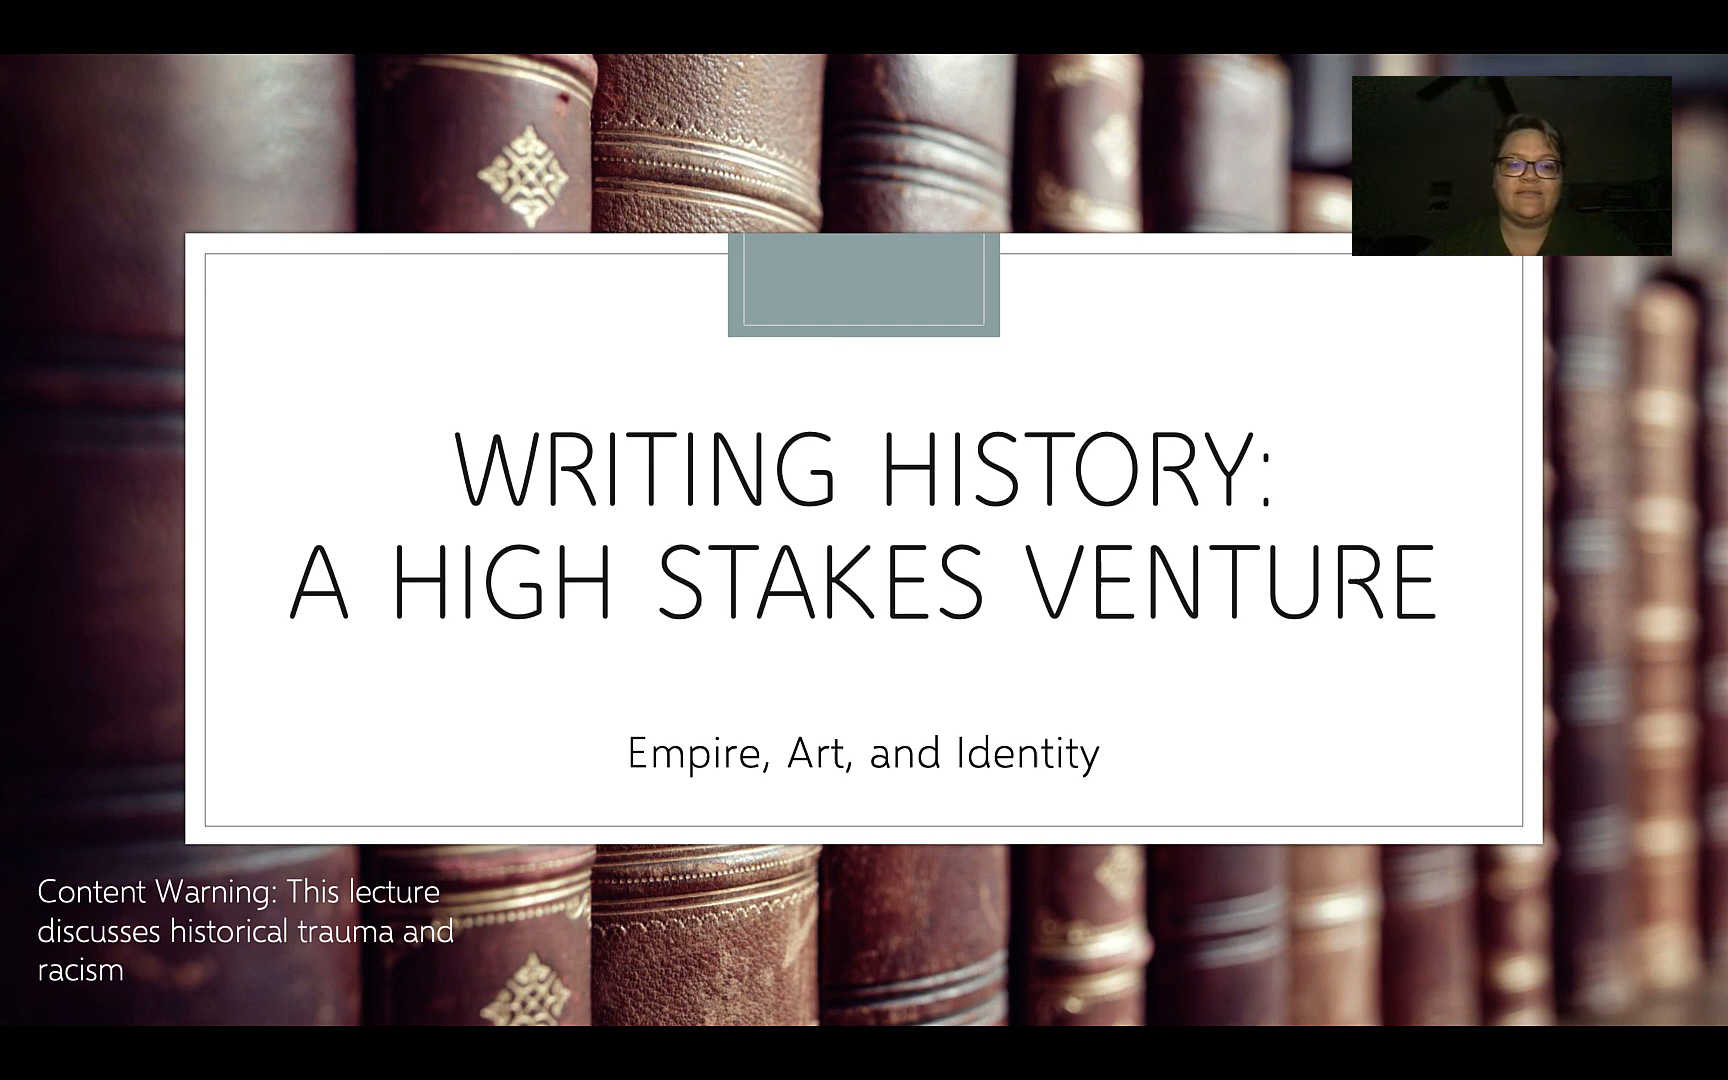 WRITING HISTORY:
A HIGH STAKES VENTURE
Empire, Art, and Identity
Content Warning: This lecture
discusses historical trauma and
racism